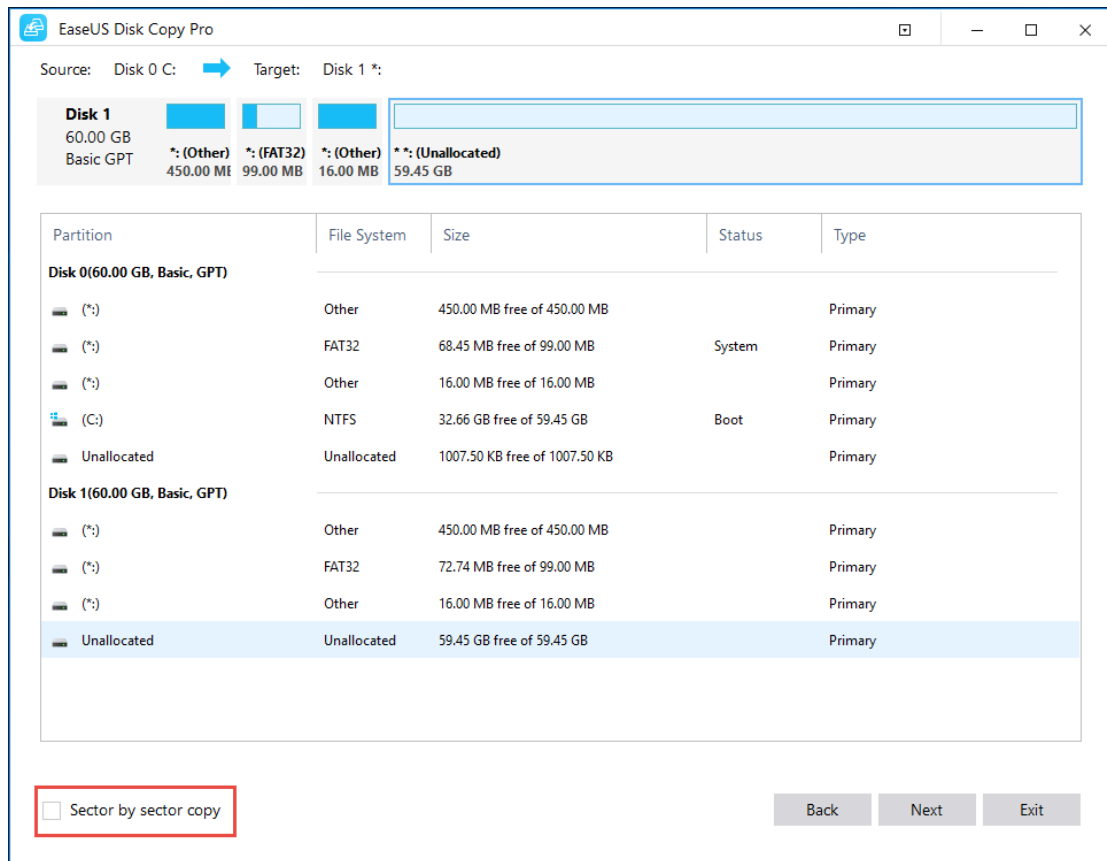 EaseUS Disk Copy Pro
Source: Disk 0 C: Target: Disk 1 *:
Disk 1
60.00 GB
Basic GPT
*: (Other)
450.00 ME
*: (FAT32)
99.00 MB
*: (Other)
16.00 MB
* *: (Unallocated)
59.45 GB
Partition File System Size Status Type
Disk 0(60.00 GB, Basic, GPT)
(*:) Other 450.00 MB free of 450.00 MB Primary
(*:) FAT32 68.45 MB free of 99.00 MB System Primary
(*:) Other 16.00 MB free of 16.00 MB Primary
(C:) NTFS 32.66 GB free of 59.45 GB Boot Primary
Unallocated Unallocated 1007.50 KB free of 1007.50 KB Primary
Disk 1(60.00 GB, Basic, GPT)
(*:) Other 450.00 MB free of 450.00 MB Primary
(*:) FAT32 72.74 MB free of 99.00 MB Primary
(*:) Other 16.00 MB free of 16.00 MB Primary
Unallocated Unallocated 59.45 GB free of 59.45 GB Primary
Sector by sector copy Back Next Exit